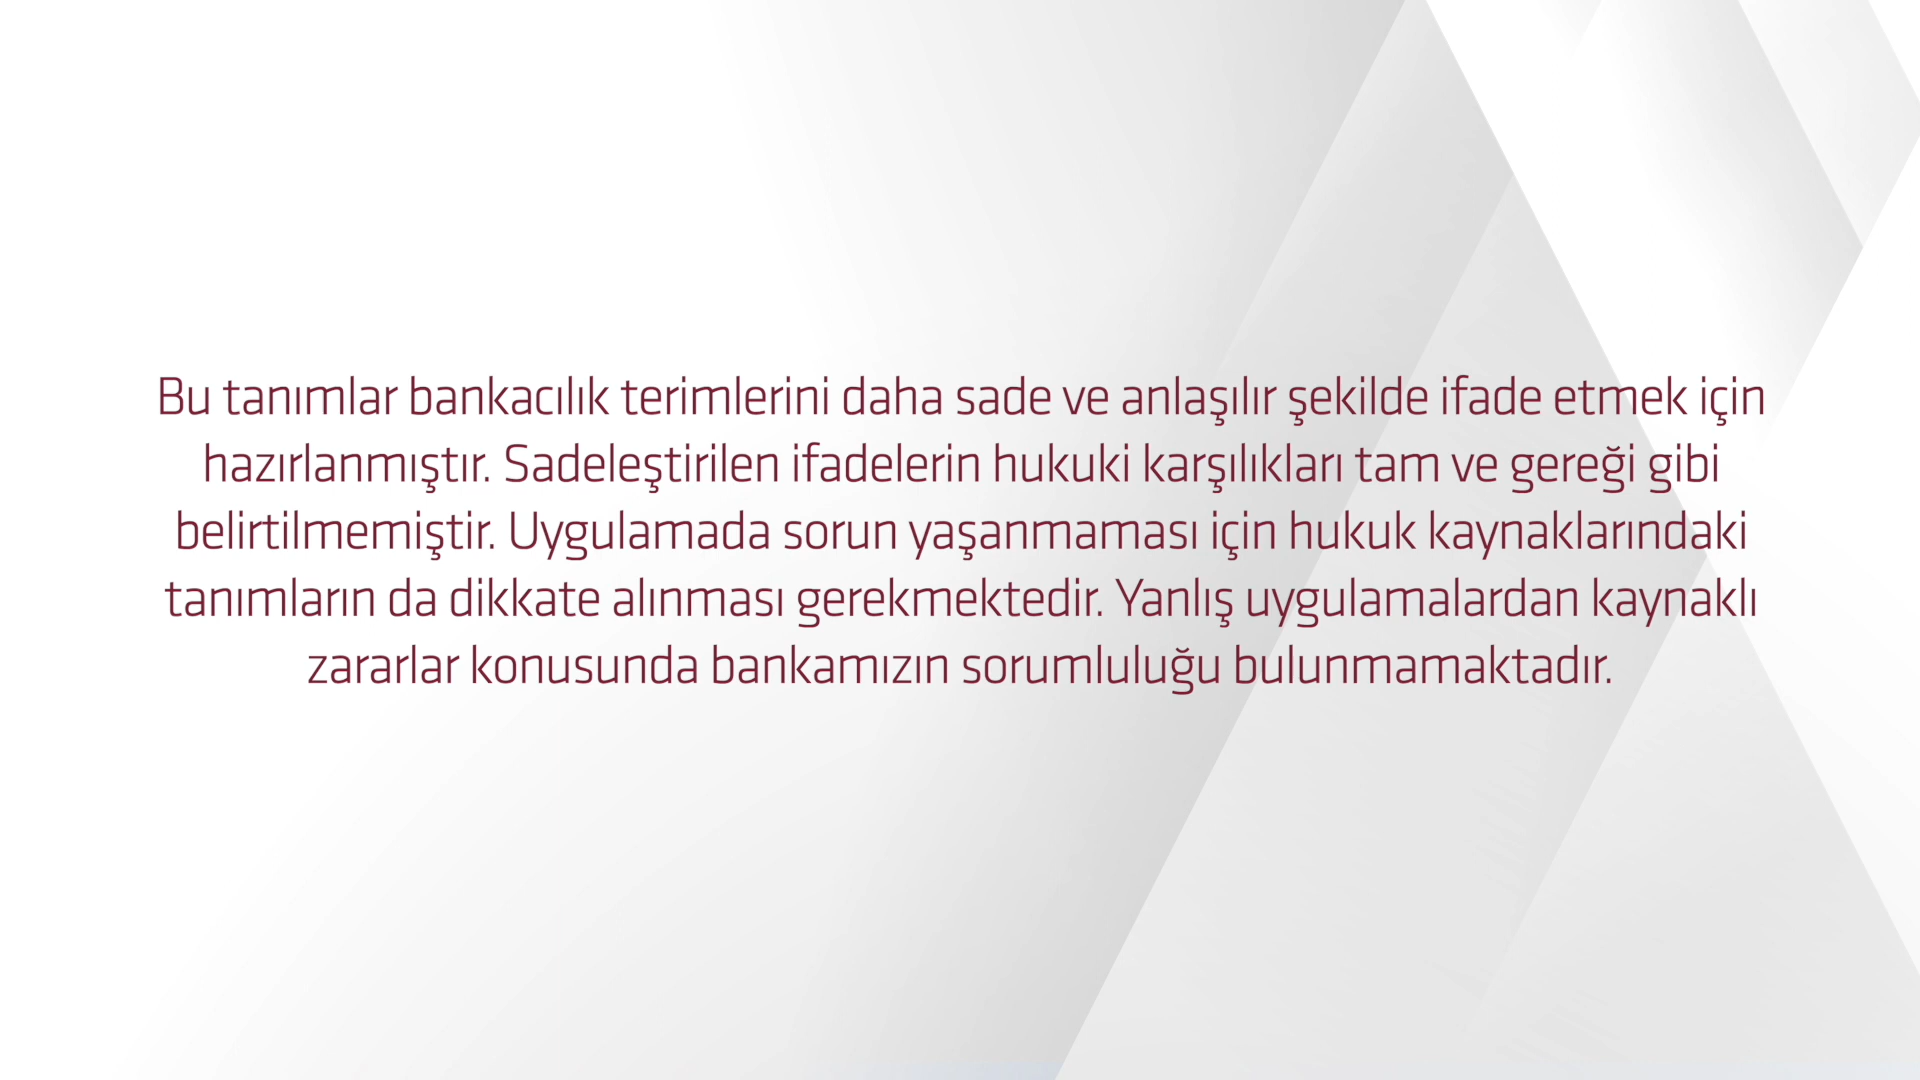 Bu tanımlar bankacılık terimlerini daha sade ve anlaşılır şekilde ifade etmek için
hazırlanmıştır. Sadeleştirilen ifadelerin hukuki karşılıkları tam ve gereği gibi
belirtilmemiştir. Uygulamada sorun yaşanmaması için hukuk kaynaklarındaki
tanımların da dikkate alınması gerekmektedir. Yanlış uygulamalardan kaynaklı
zararlar konusunda bankamızın sorumluluğu bulunmamaktadır.